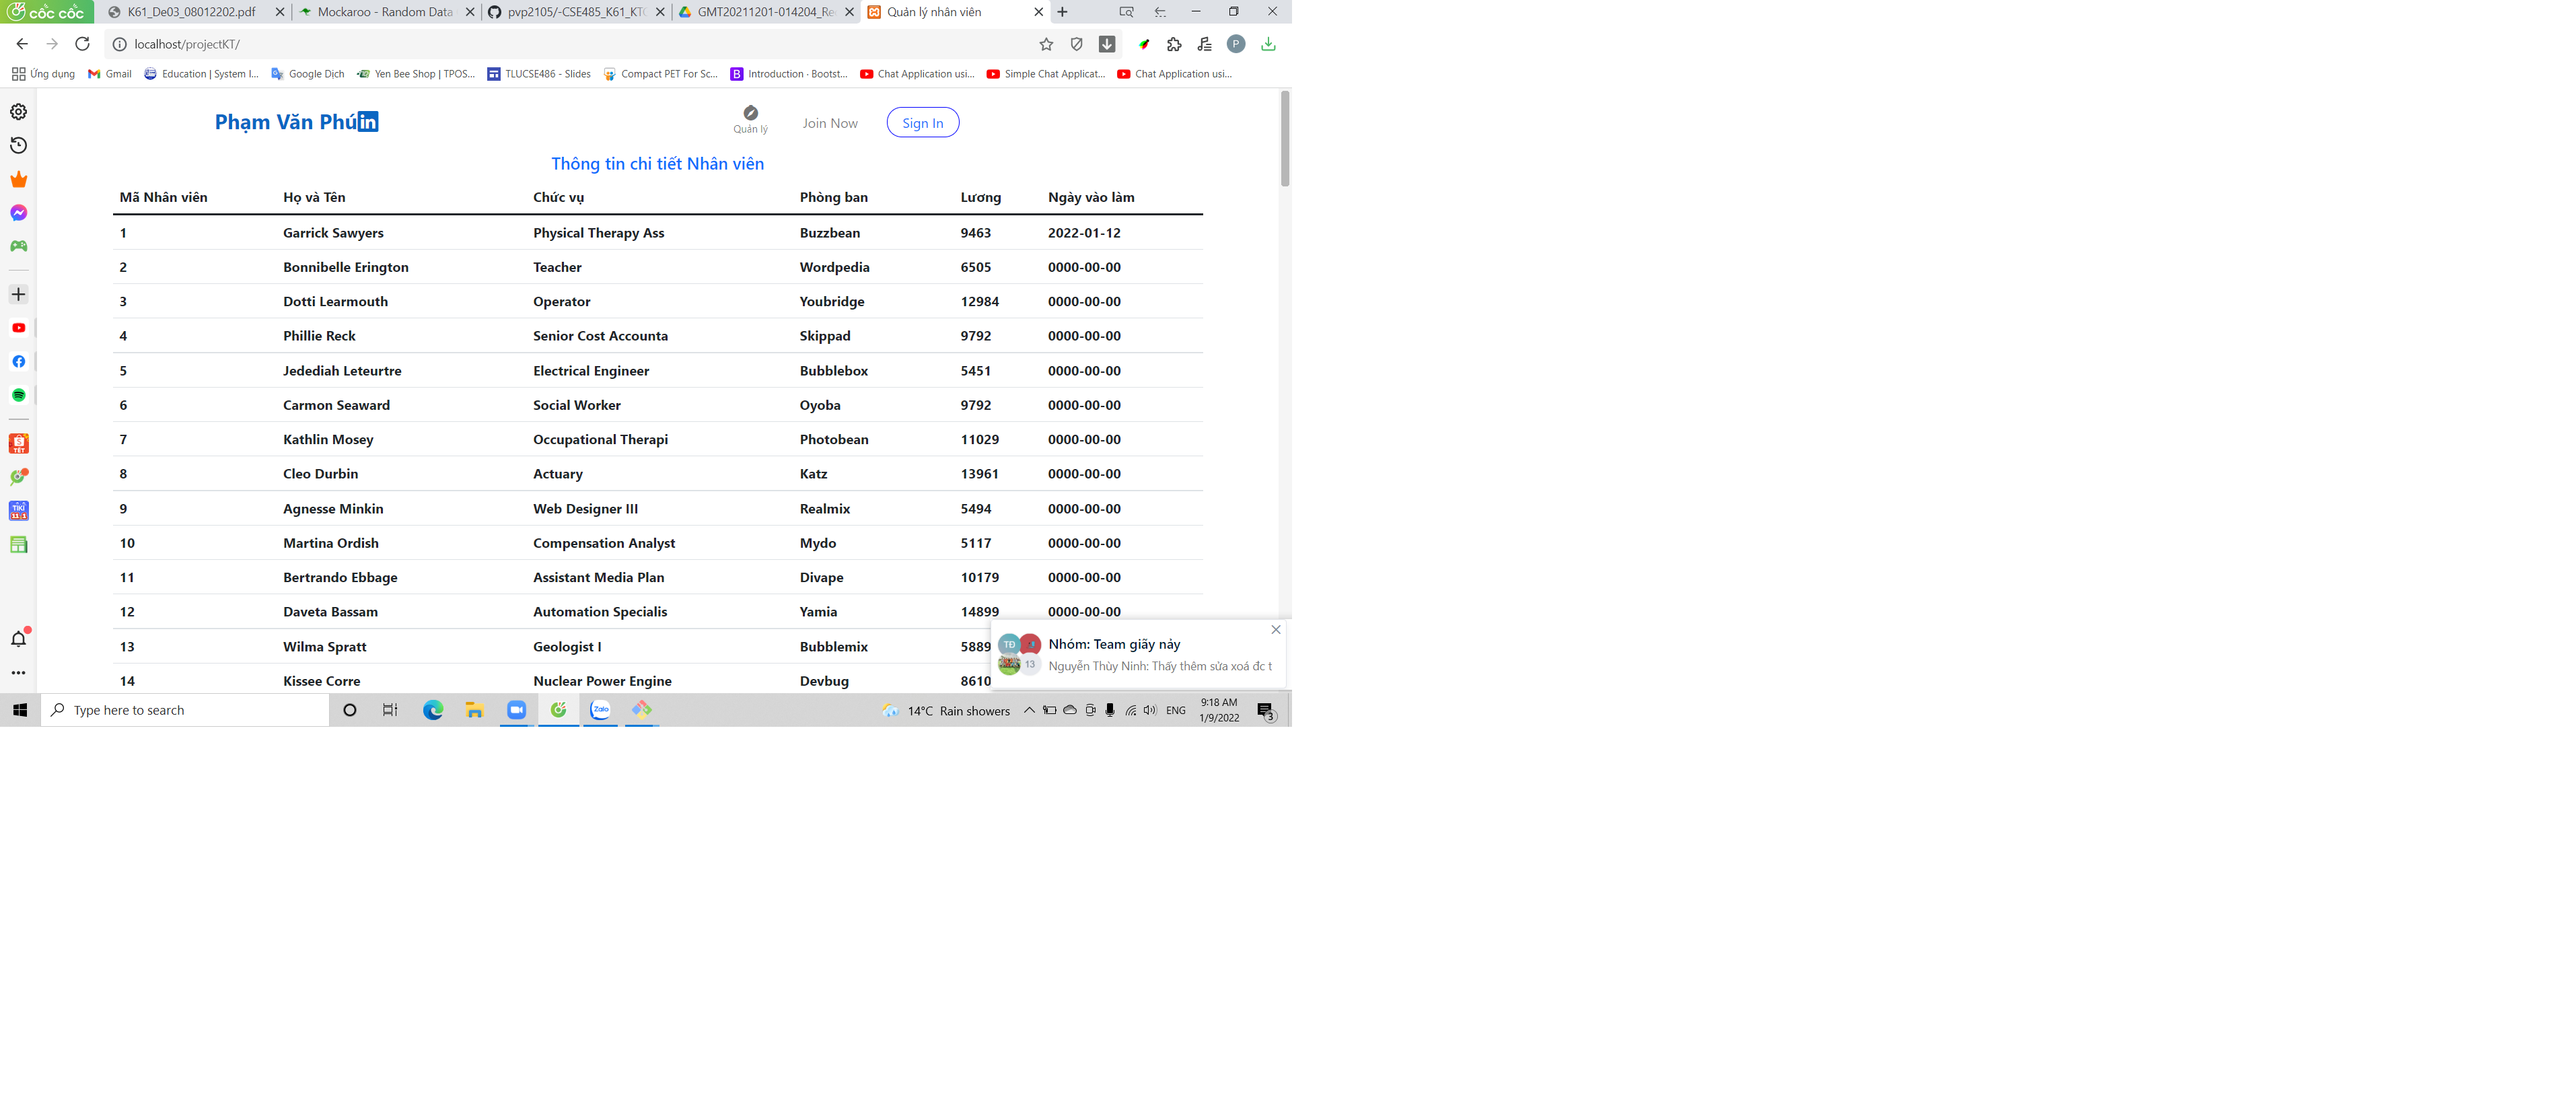 cốc cốc K61_De03_08012202.pdf Mockaroo - Random Data pvp2105/-CSE485_K61_KT GMT20211201-014204_Re Quản lý nhân viên
localhost/projectKT/ P
Ứng dụng Gmail Education | System I... Google Dịch Yen Bee Shop | TPOS... TLUCSE486 - Slides Compact PET For Sc... Introduction · Bootst... Chat Application usi... Simple Chat Applicat... Chat Application usi...
Phạm Văn Phú in Quản lý Join Now Sign In
Thông tin chi tiết Nhân viên
Mã Nhân viên Họ và Tên Chức vụ Phòng ban Lương Ngày vào làm
1 Garrick Sawyers Physical Therapy Ass Buzzbean 9463 2022-01-12
2 Bonnibelle Erington Teacher Wordpedia 6505 0000-00-00
3 Dotti Learmouth Operator Youbridge 12984 0000-00-00
4 Phillie Reck Senior Cost Accounta Skippad 9792 0000-00-00
5 Jedediah Leteurtre Electrical Engineer Bubblebox 5451 0000-00-00
6 Carmon Seaward Social Worker Oyoba 9792 0000-00-00
7 Kathlin Mosey Occupational Therapi Photobean 11029 0000-00-00
8 Cleo Durbin Actuary Katz 13961 0000-00-00
9 Agnesse Minkin Web Designer III Realmix 5494 0000-00-00
10 Martina Ordish Compensation Analyst Mydo 5117 0000-00-00
11 Bertrando Ebbage Assistant Media Plan Divape 10179 0000-00-00
12 Daveta Bassam Automation Specialis Yamia 14899 0000-00-00
13 Wilma Spratt Geologist I Bubblemix 5889
14 Kissee Corre Nuclear Power Engine Devbug 8610
TĐ 13 Nhóm: Team giãy nảy
Nguyễn Thùy Ninh: Thấy thêm sửa xoá đc t
Type here to search Zalo 14°C Rain showers ENG 9:18 AM
1/9/2022 3